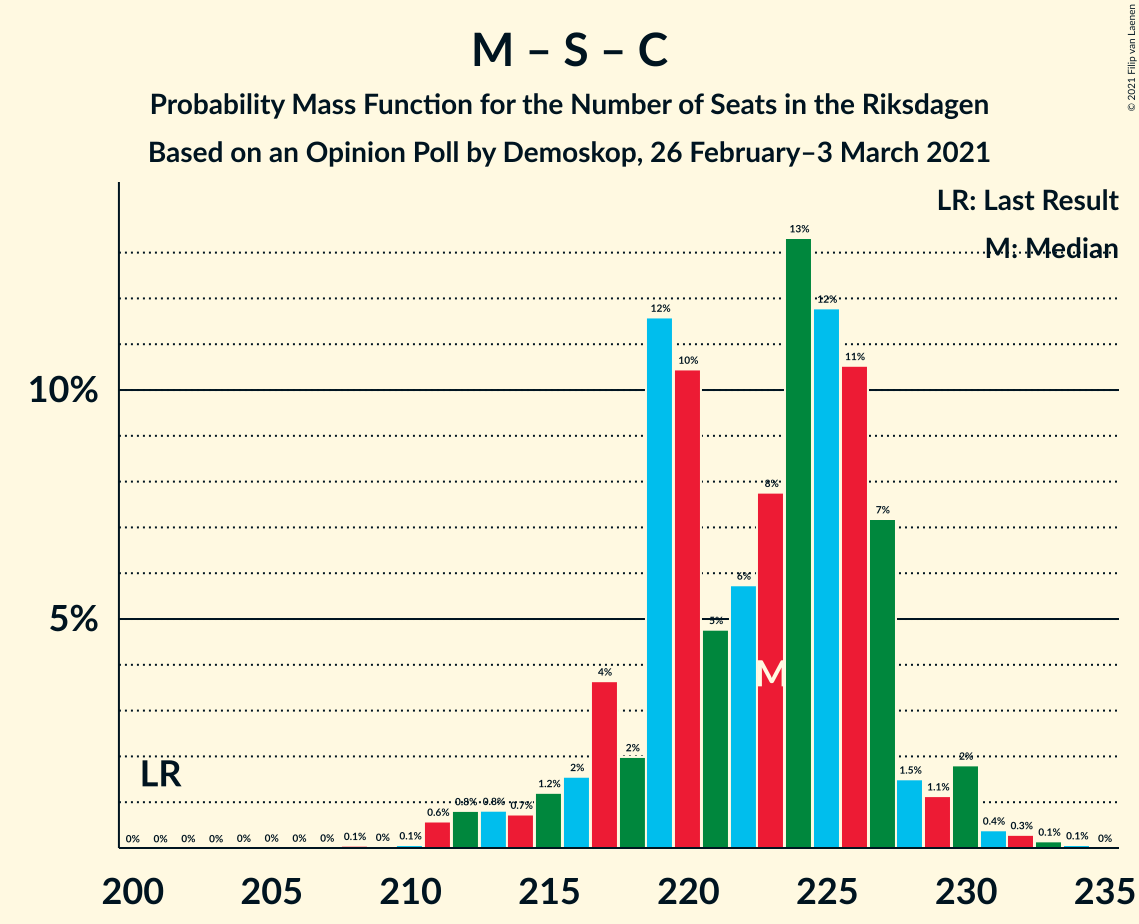 © 2021 Filip van Laenen
M – S – C
Probability Mass Function for the Number of Seats in the Riksdagen
Based on an Opinion Poll by Demoskop, 26 February–3 March 2021
LR: Last Result
M: Median
10%
5%
LR
M
0% 0% 0% 0% 0% 0% 0% 0% 0.1% 0% 0.1% 0.6% 0.8% 0.8% 0.7% 1.2% 2% 4% 2% 12% 10% 5% 6% 8% 13% 12% 11% 7% 1.5% 1.1% 2% 0.4% 0.3% 0.1% 0.1% 0%
200 205 210 215 220 225 230 235